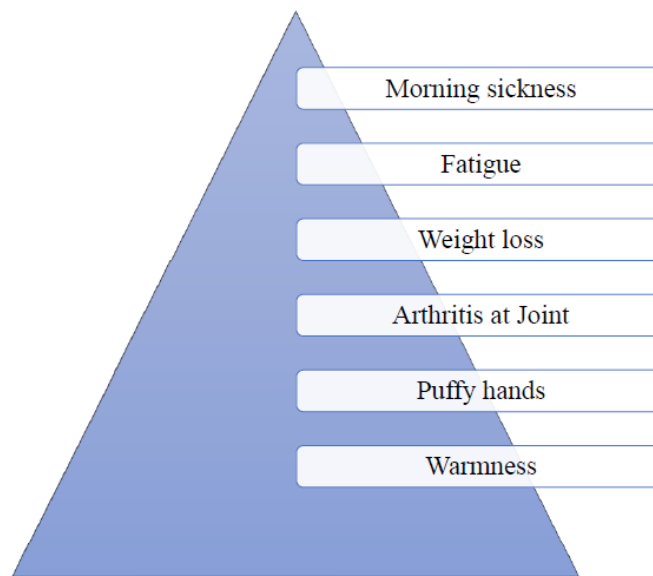 Morning sickness
Fatigue
Weight loss
Arthritis at Joint
Puffy hands
Warmness